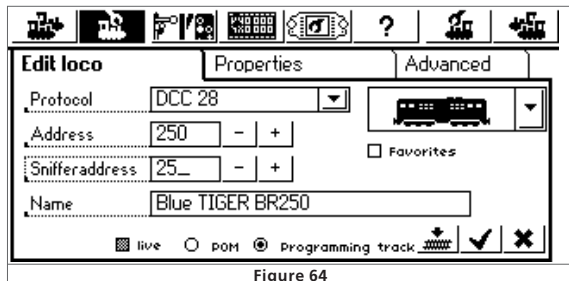 ?
Edit loco Properties Advanced
Protocol DCC 28
Address 250 - +
Favorites
Snifferaddress 25_ - +
Name Blue TIGER BR250
live POM Programming track
Figure 64